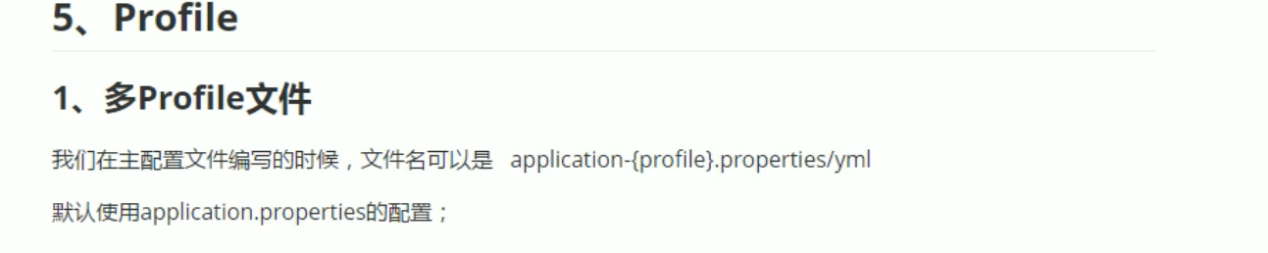 5、Profile
1、多Profile文件
我们在主配置文件编写的时候，文件名可以是 application-{profile}.properties/yml
默认使用application.properties的配置；